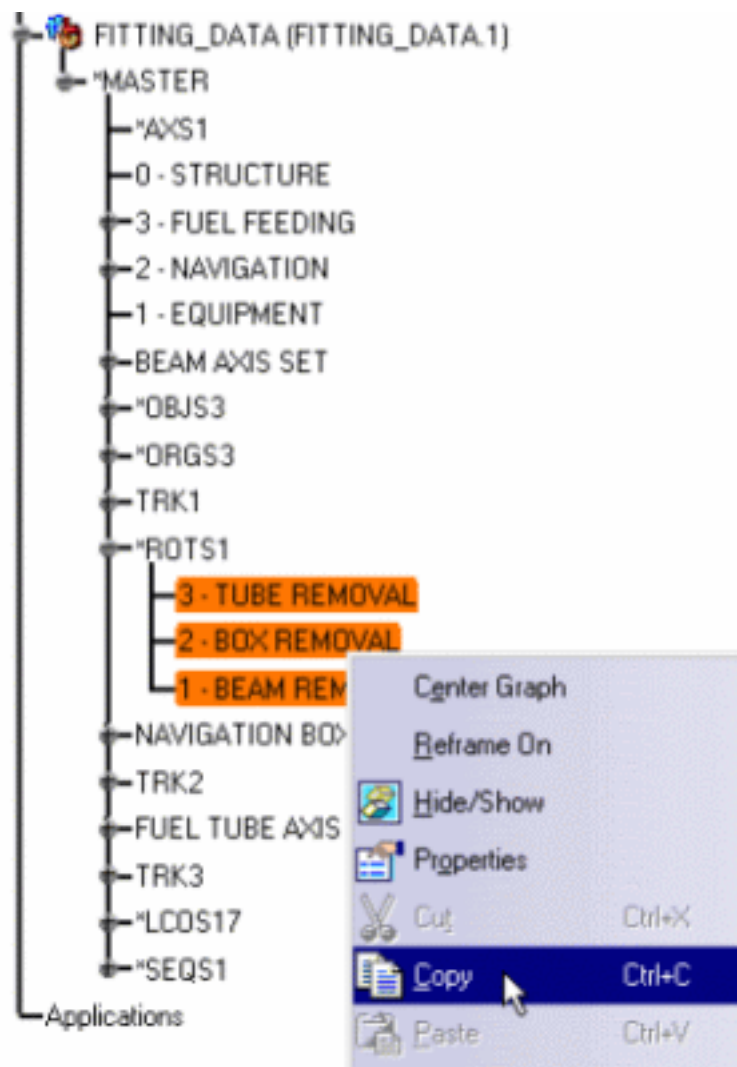 FITTING_DATA (FITTING_DATA.1)
*MASTER
*AXS1
0 - STRUCTURE
3 - FUEL FEEDING
2 - NAVIGATION
1 - EQUIPMENT
BEAM AXIS SET
*OBJS3
*ORGS3
TRK1
*ROTS1
3 - TUBE REMOVAL
2 - BOX REMOVAL
1 - BEAM REM
NAVIGATION BOX
TRK2
FUEL TUBE AXIS
TRK3
*LCOS17
*SEQS1
Applications
Center Graph
Reframe On
Hide/Show
Properties
Cut Ctrl+X
Copy Ctrl+C
Paste Ctrl+V